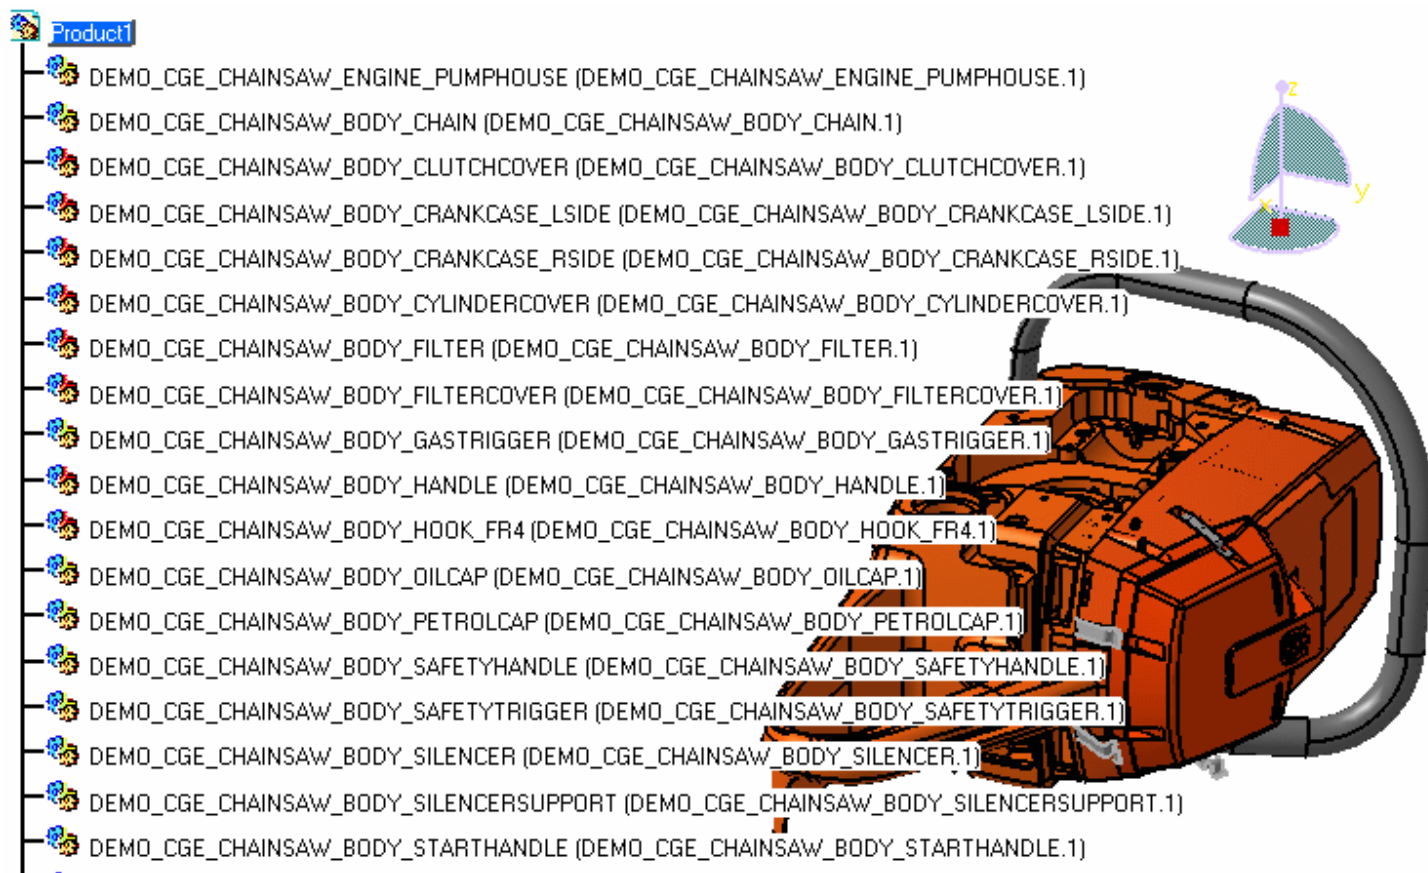 Product1
DEMO_CGE_CHAINSAW_ENGINE_PUMPHOUSE (DEMO_CGE_CHAINSAW_ENGINE_PUMPHOUSE.1)
DEMO_CGE_CHAINSAW_BODY_CHAIN (DEMO_CGE_CHAINSAW_BODY_CHAIN.1)
DEMO_CGE_CHAINSAW_BODY_CLUTCHCOVER (DEMO_CGE_CHAINSAW_BODY_CLUTCHCOVER.1)
DEMO_CGE_CHAINSAW_BODY_CRANKCASE_LSIDE (DEMO_CGE_CHAINSAW_BODY_CRANKCASE_LSIDE.1)
DEMO_CGE_CHAINSAW_BODY_CRANKCASE_RSIDE (DEMO_CGE_CHAINSAW_BODY_CRANKCASE_RSIDE.1)
DEMO_CGE_CHAINSAW_BODY_CYLINDERCOVER (DEMO_CGE_CHAINSAW_BODY_CYLINDERCOVER.1)
DEMO_CGE_CHAINSAW_BODY_FILTER (DEMO_CGE_CHAINSAW_BODY_FILTER.1)
DEMO_CGE_CHAINSAW_BODY_FILTERCOVER (DEMO_CGE_CHAINSAW_BODY_FILTERCOVER.1)
DEMO_CGE_CHAINSAW_BODY_GASTRIGGER (DEMO_CGE_CHAINSAW_BODY_GASTRIGGER.1)
DEMO_CGE_CHAINSAW_BODY_HANDLE (DEMO_CGE_CHAINSAW_BODY_HANDLE.1)
DEMO_CGE_CHAINSAW_BODY_HOOK_FR4 (DEMO_CGE_CHAINSAW_BODY_HOOK_FR4.1)
DEMO_CGE_CHAINSAW_BODY_OILCAP (DEMO_CGE_CHAINSAW_BODY_OILCAP.1)
DEMO_CGE_CHAINSAW_BODY_PETROLCAP (DEMO_CGE_CHAINSAW_BODY_PETROLCAP.1)
DEMO_CGE_CHAINSAW_BODY_SAFETYHANDLE (DEMO_CGE_CHAINSAW_BODY_SAFETYHANDLE.1)
DEMO_CGE_CHAINSAW_BODY_SAFETYTRIGGER (DEMO_CGE_CHAINSAW_BODY_SAFETYTRIGGER.1)
DEMO_CGE_CHAINSAW_BODY_SILENCER (DEMO_CGE_CHAINSAW_BODY_SILENCER.1)
DEMO_CGE_CHAINSAW_BODY_SILENCERSUPPORT (DEMO_CGE_CHAINSAW_BODY_SILENCERSUPPORT.1)
DEMO_CGE_CHAINSAW_BODY_STARTHANDLE (DEMO_CGE_CHAINSAW_BODY_STARTHANDLE.1)
z
y
x